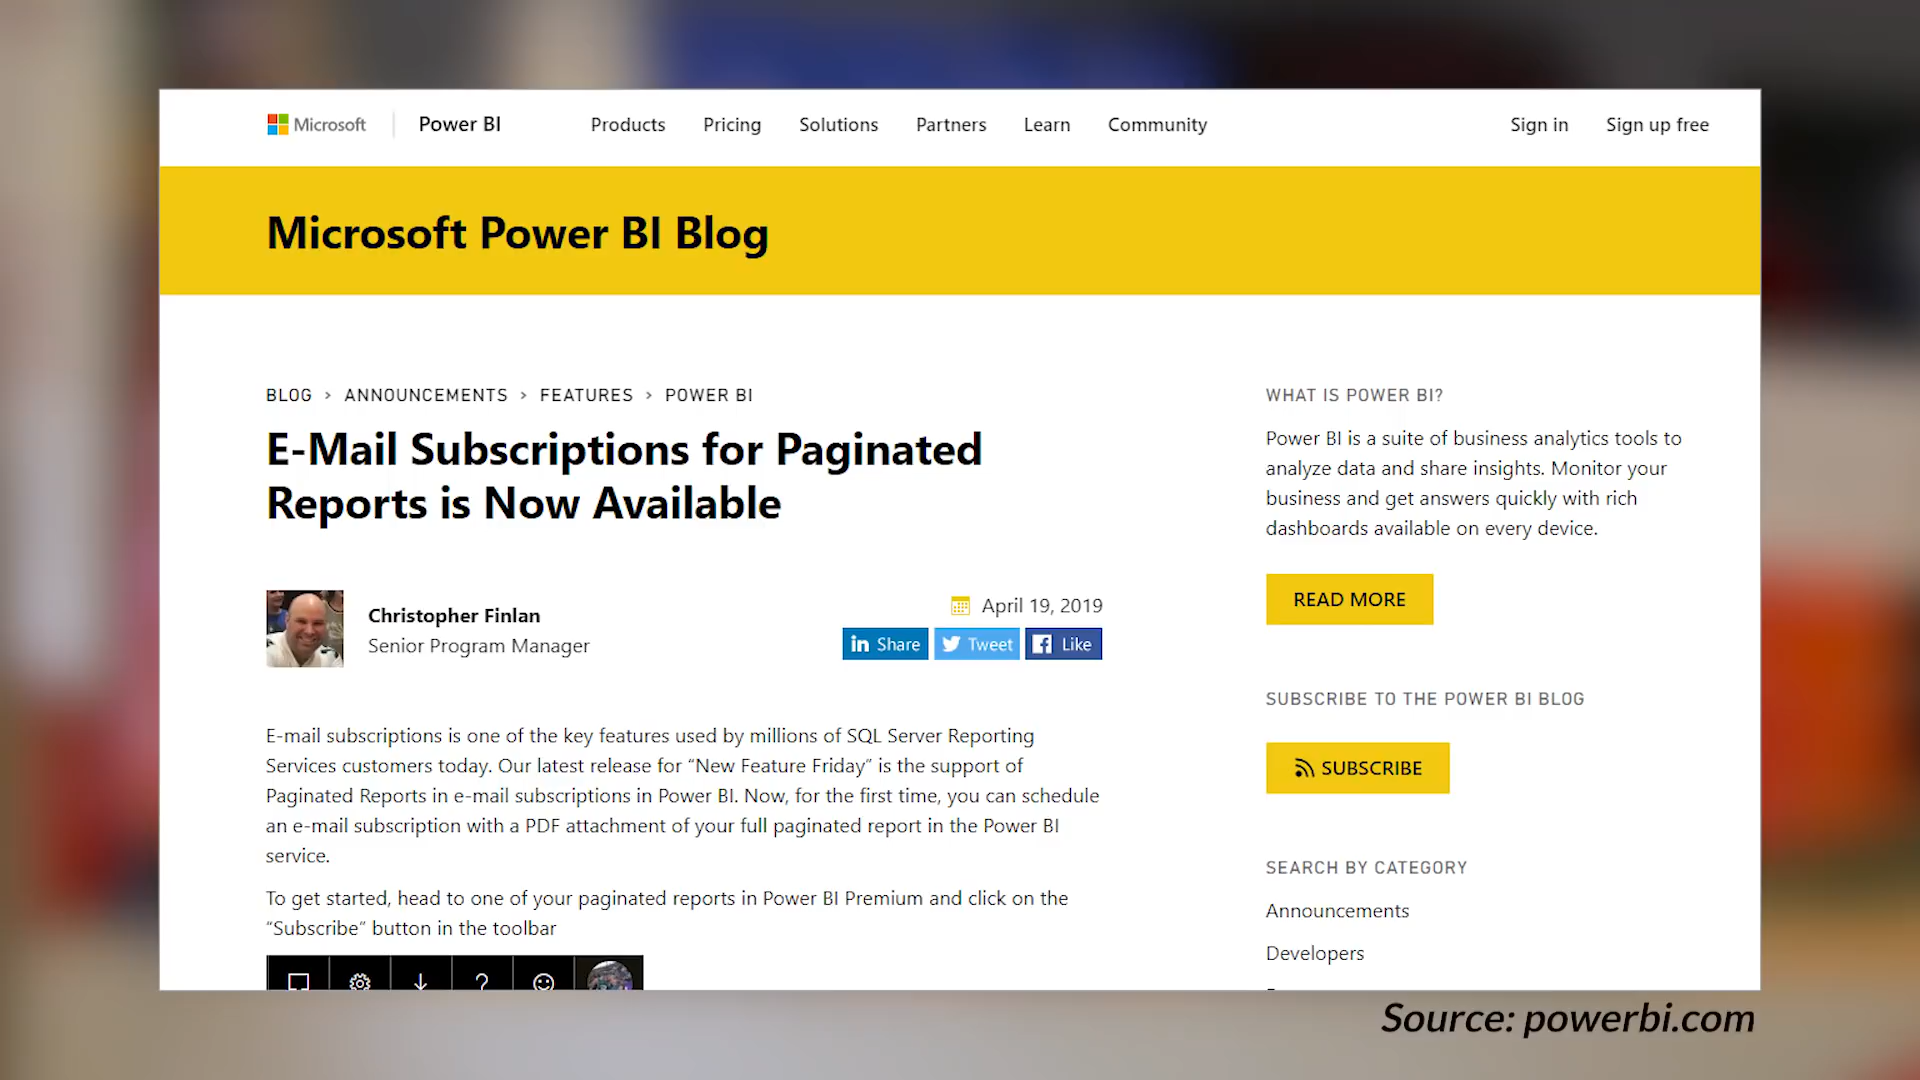 Microsoft Power BI Products Pricing Solutions Partners Learn Community Sign in Sign up free
Microsoft Power BI Blog
BLOG > ANNOUNCEMENTS > FEATURES > POWER BI
E-Mail Subscriptions for Paginated
Reports is Now Available
Christopher Finlan
Senior Program Manager
April 19, 2019
in Share Tweet Like
E-mail subscriptions is one of the key features used by millions of SQL Server Reporting
Services customers today. Our latest release for “New Feature Friday” is the support of
Paginated Reports in e-mail subscriptions in Power BI. Now, for the first time, you can schedule
an e-mail subscription with a PDF attachment of your full paginated report in the Power BI
service.
To get started, head to one of your paginated reports in Power BI Premium and click on the
“Subscribe” button in the toolbar
WHAT IS POWER BI?
Power BI is a suite of business analytics tools to
analyze data and share insights. Monitor your
business and get answers quickly with rich
dashboards available on every device.
READ MORE
SUBSCRIBE TO THE POWER BI BLOG
SUBSCRIBE
SEARCH BY CATEGORY
Announcements
Developers
Source: powerbi.com